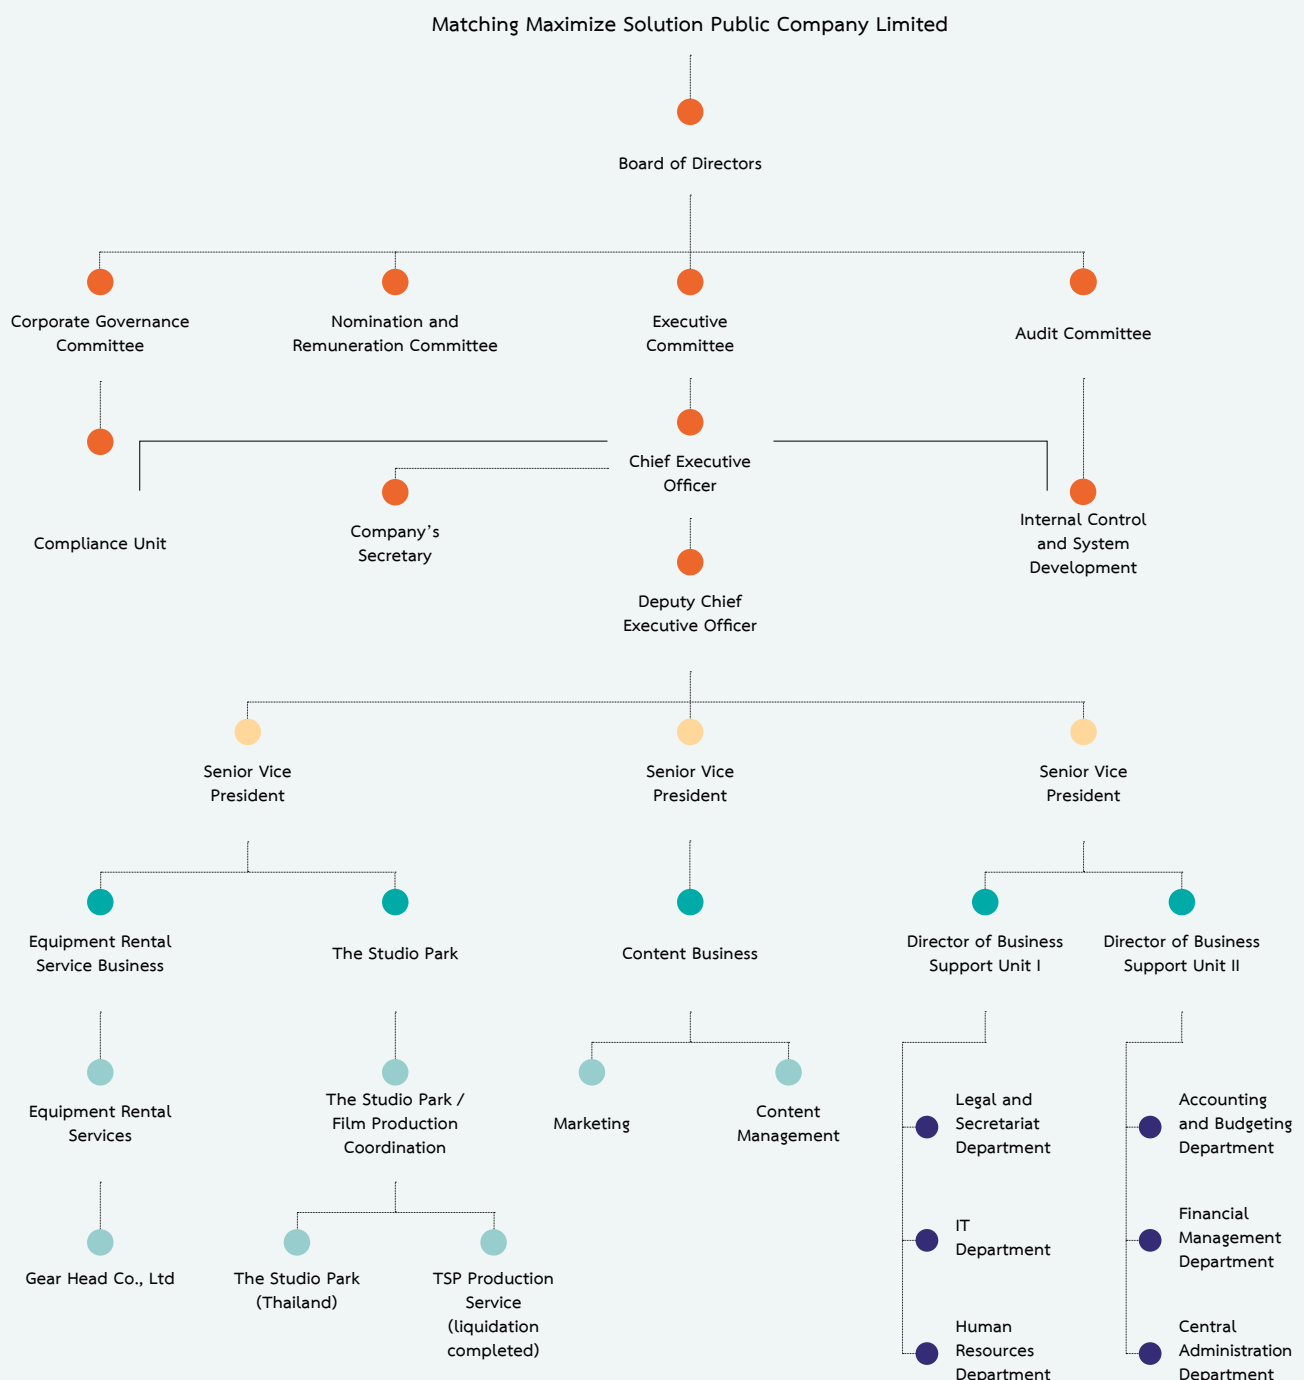 Matching Maximize Solution Public Company Limited
Board of Directors
Corporate Governance
Committee
Nomination and
Remuneration Committee
Executive
Committee
Audit Committee
Chief Executive
Officer
Compliance Unit
Company's
Secretary
Internal Control
and System
Development
Deputy Chief
Executive Officer
Senior Vice
President
Senior Vice
President
Senior Vice
President
Equipment Rental
Service Business
The Studio Park
Content Business
Director of Business
Support Unit I
Director of Business
Support Unit II
Equipment Rental
Services
The Studio Park /
Film Production
Coordination
Marketing
Content
Management
Legal and
Secretariat
Department
Accounting
and Budgeting
Department
IT
Department
Financial
Management
Department
Gear Head Co., Ltd
The Studio Park
(Thailand)
TSP Production
Service
(liquidation
completed)
Human
Resources
Department
Central
Administration
Department